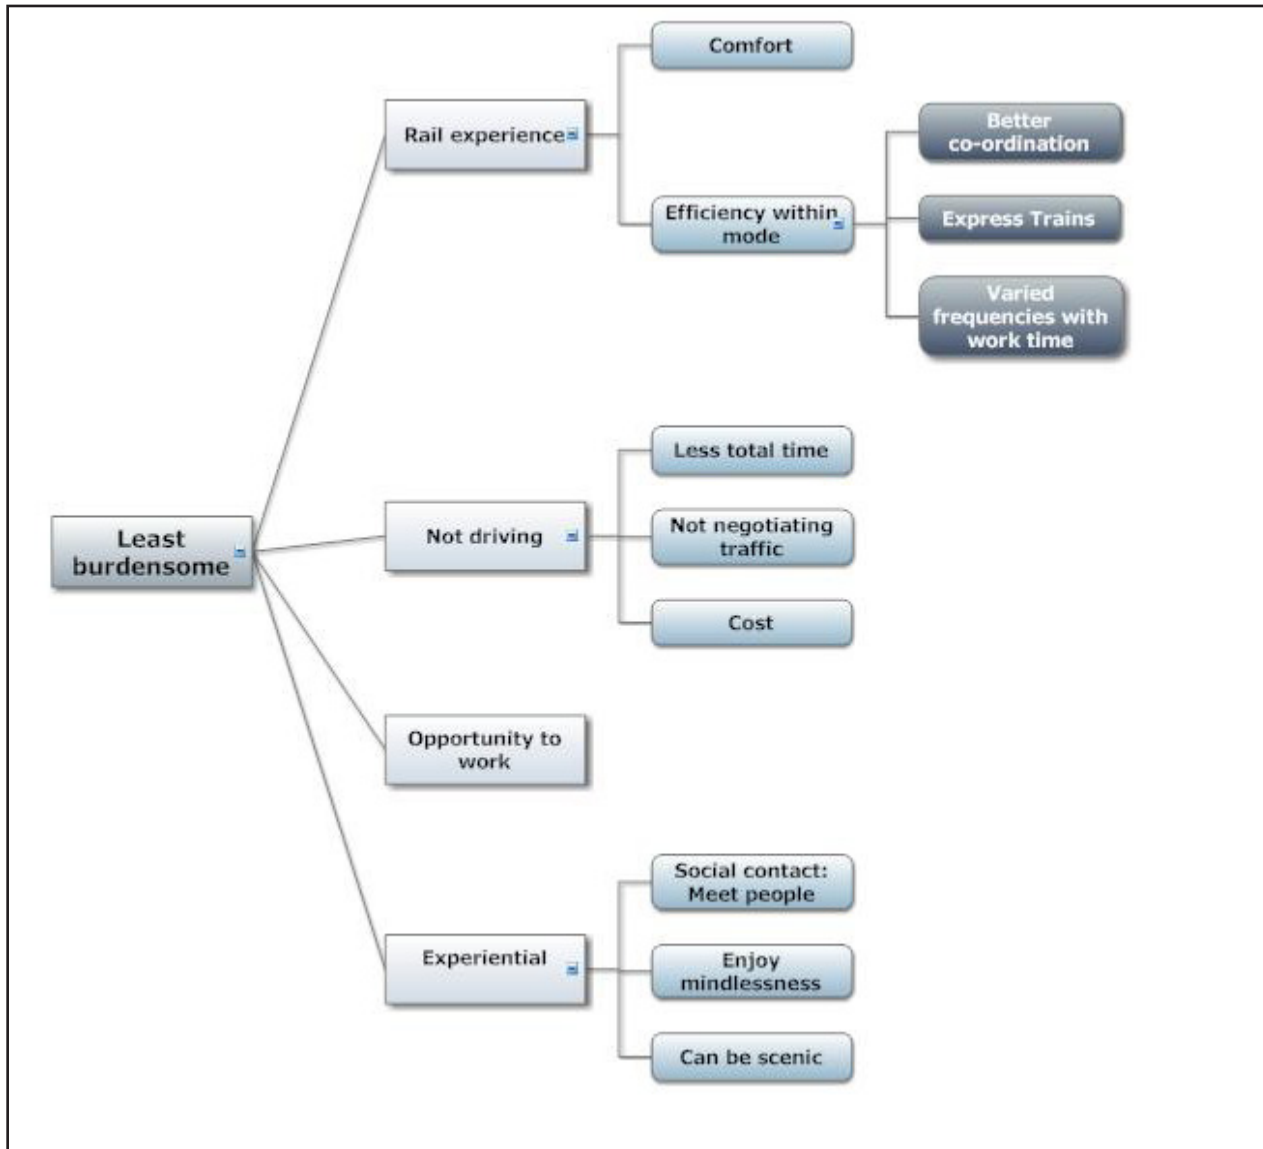 Comfort
Rail experience
Better
co-ordination
Efficiency within
mode
Express Trains
Varied
frequencies with
work time
Least
burdensome
Not driving
Less total time
Not negotiating
traffic
Cost
Opportunity to
work
Experiential
Social contact:
Meet people
Enjoy
mindlessness
Can be scenic